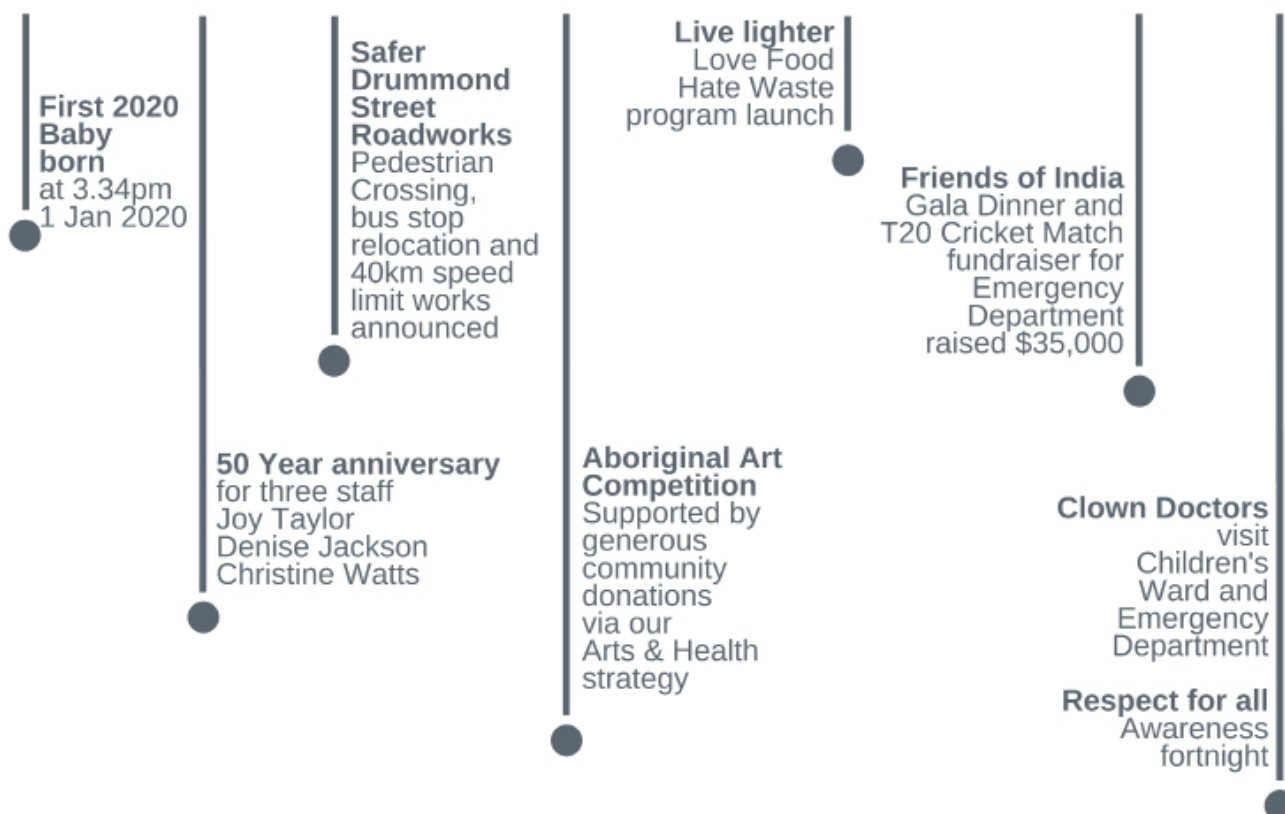 First 2020
Baby
born
at 3.34pm
1 Jan 2020
50 Year anniversary
for three staff
Joy Taylor
Denise Jackson
Christine Watts
Safer
Drummond
Street
Roadworks
Pedestrian
Crossing,
bus stop
relocation and
40km speed
limit works
announced
Aboriginal Art
Competition
Supported by
generous
community
donations
via our
Arts & Health
strategy
Live lighter
Love Food
Hate Waste
program launch
Friends of India
Gala Dinner and
T20 Cricket Match
fundraiser for
Emergency
Department
raised $35,000
Clown Doctors
visit
Children's
Ward and
Emergency
Department
Respect for all
Awareness
fortnight